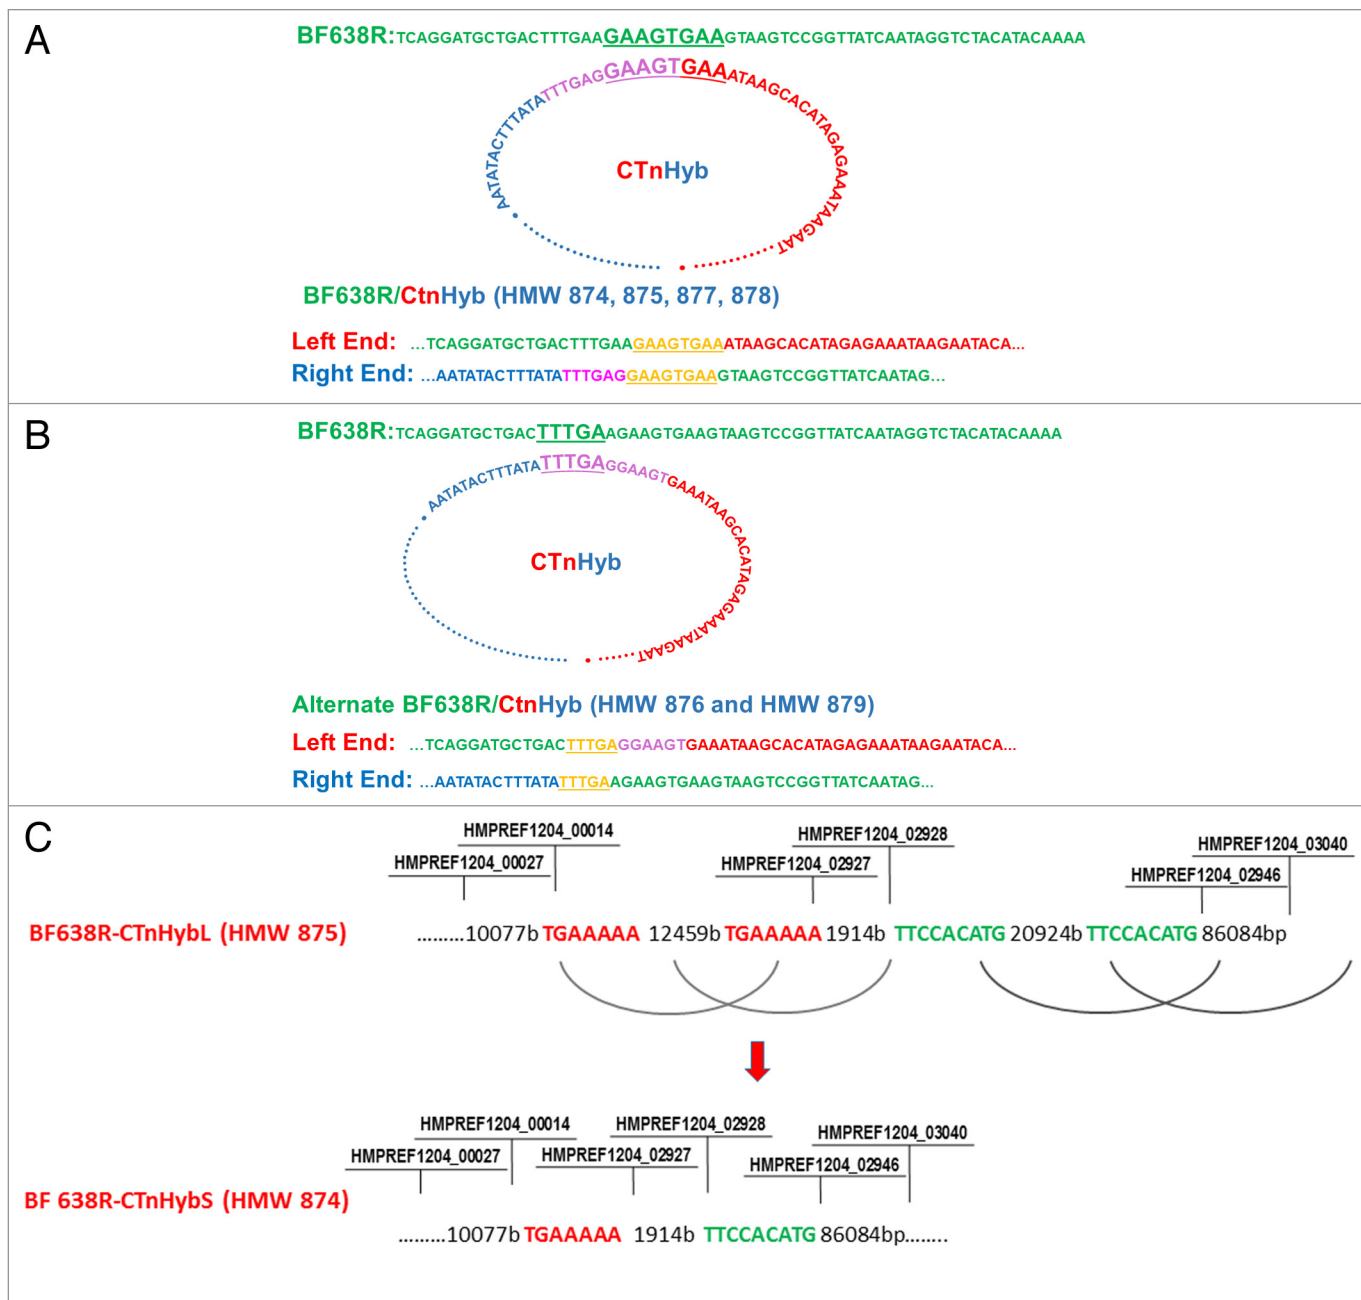 A
BF638R:TCAGGATGCTGACTTTGAAGAAGTGAAGTAAGTCCGGTTATCAATAGGTCTACATACAAAA
AATATACTTTATATTTGAGGAAGTGAAATAAGCACATAGAGAAATAAGAAT
CTnHyb
BF638R/CtnHyb (HMW 874, 875, 877, 878)
Left End: ...TCAGGATGCTGACTTTGAAGAAGTGAAATAAGCACATAGAGAAATAAGAATACA...
Right End: ...AATATACTTTATATTTGAGGAAGTGAAGTAAGTCCGGTTATCAATAG...
B
BF638R:TCAGGATGCTGACTTTGAAGAAGTGAAGTAAGTCCGGTTATCAATAGGTCTACATACAAAA
AATATACTTTATATTTGAGGAAGTGAAATAAGCACATAGAGAAATAAGAAT
CTnHyb
Alternate BF638R/CtnHyb (HMW 876 and HMW 879)
Left End: ...TCAGGATGCTGACTTTGAGGAAGTGAAATAAGCACATAGAGAAATAAGAATACA...
Right End: ...AATATACTTTATATTTGAAGAAGTGAAGTAAGTCCGGTTATCAATAG...
C
HMPREF1204_00014
HMPREF1204_02928
HMPREF1204_03040
HMPREF1204_00027
HMPREF1204_02927
HMPREF1204_02946
BF638R-CTnHybL (HMW 875)
.........10077b TGAAAAA 12459b TGAAAAA 1914b TTCCACATG 20924b TTCCACATG 86084bp
HMPREF1204_00014
HMPREF1204_02928
HMPREF1204_03040
HMPREF1204_00027
HMPREF1204_02927
HMPREF1204_02946
BF 638R-CTnHybS (HMW 874)
.........10077b TGAAAAA 1914b TTCCACATG 86084bp........